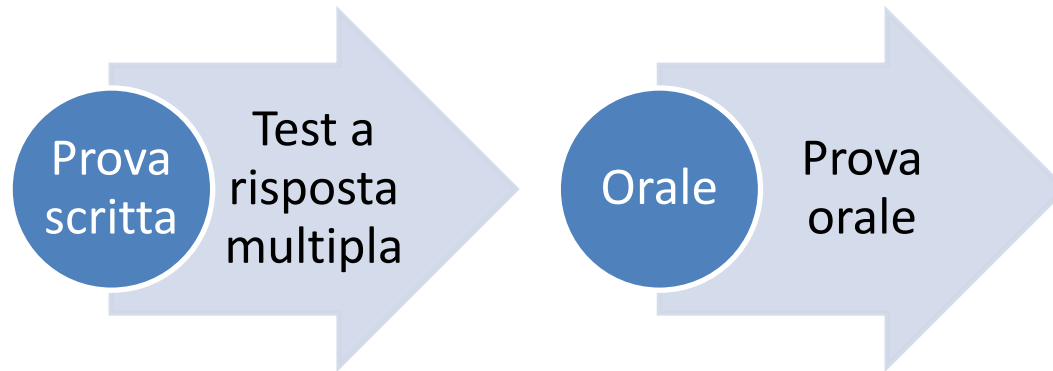 Prova
scritta
Test a
risposta
multipla
Orale
Prova
orale